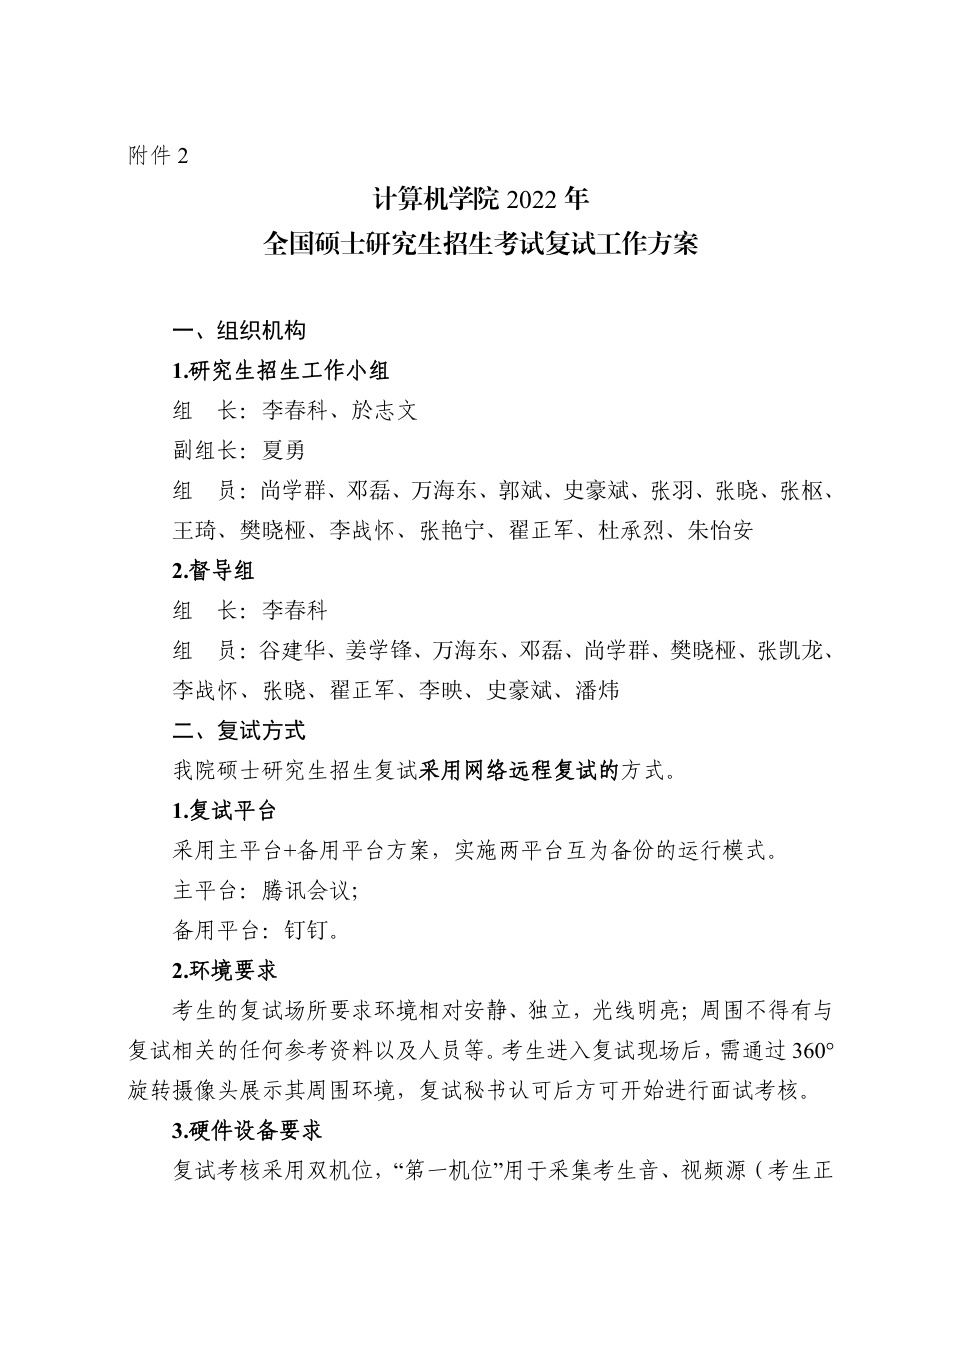 附件 2
计算机学院 2022 年
全国硕士研究生招生考试复试工作方案
一、组织机构
1.研究生招生工作小组
组　长：李春科、於志文
副组长：夏勇
组　员：尚学群、邓磊、万海东、郭斌、史豪斌、张羽、张晓、张枢、
王琦、樊晓桠、李战怀、张艳宁、翟正军、杜承烈、朱怡安
2.督导组
组　长：李春科
组　员：谷建华、姜学锋、万海东、邓磊、尚学群、樊晓桠、张凯龙、
李战怀、张晓、翟正军、李映、史豪斌、潘炜
二、复试方式
我院硕士研究生招生复试采用网络远程复试的方式。
1.复试平台
采用主平台+备用平台方案，实施两平台互为备份的运行模式。
主平台：腾讯会议；
备用平台：钉钉。
2.环境要求
考生的复试场所要求环境相对安静、独立，光线明亮；周围不得有与
复试相关的任何参考资料以及人员等。考生进入复试现场后，需通过 360°
旋转摄像头展示其周围环境，复试秘书认可后方可开始进行面试考核。
3.硬件设备要求
复试考核采用双机位，“第一机位”用于采集考生音、视频源（考生正